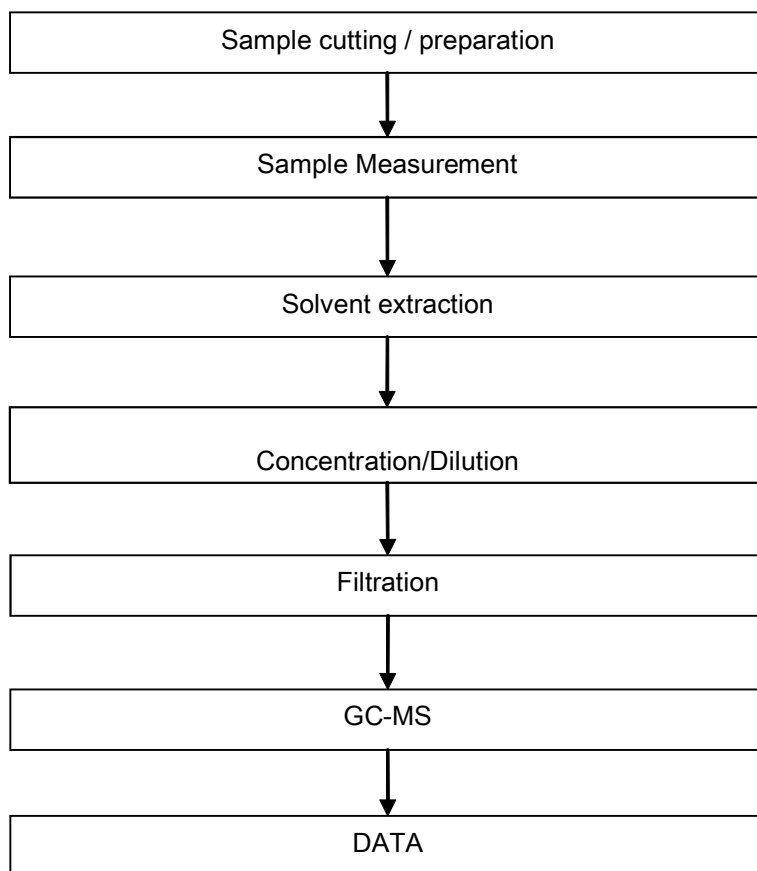 Sample cutting / preparation
Sample Measurement
Solvent extraction
Concentration/Dilution
Filtration
GC-MS
DATA